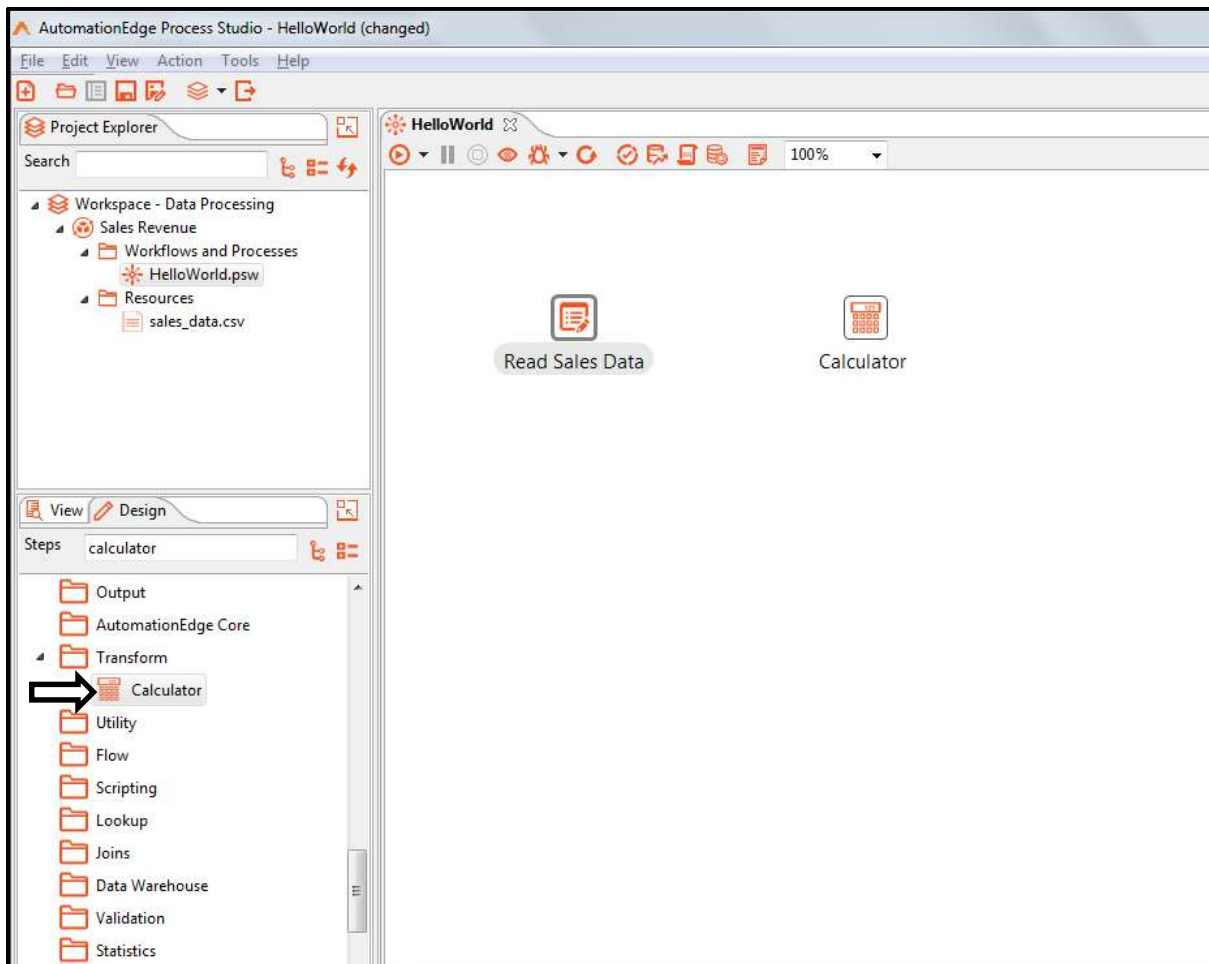 AutomationEdge Process Studio - HelloWorld (changed)
File Edit View Action Tools Help
Project Explorer
Search
Workspace - Data Processing
Sales Revenue
Workflows and Processes
HelloWorld.psw
Resources
sales_data.csv
View Design
Steps calculator
Output
AutomationEdge Core
Transform
Calculator
Utility
Flow
Scripting
Lookup
Joins
Data Warehouse
Validation
Statistics
HelloWorld
100%
Read Sales Data Calculator